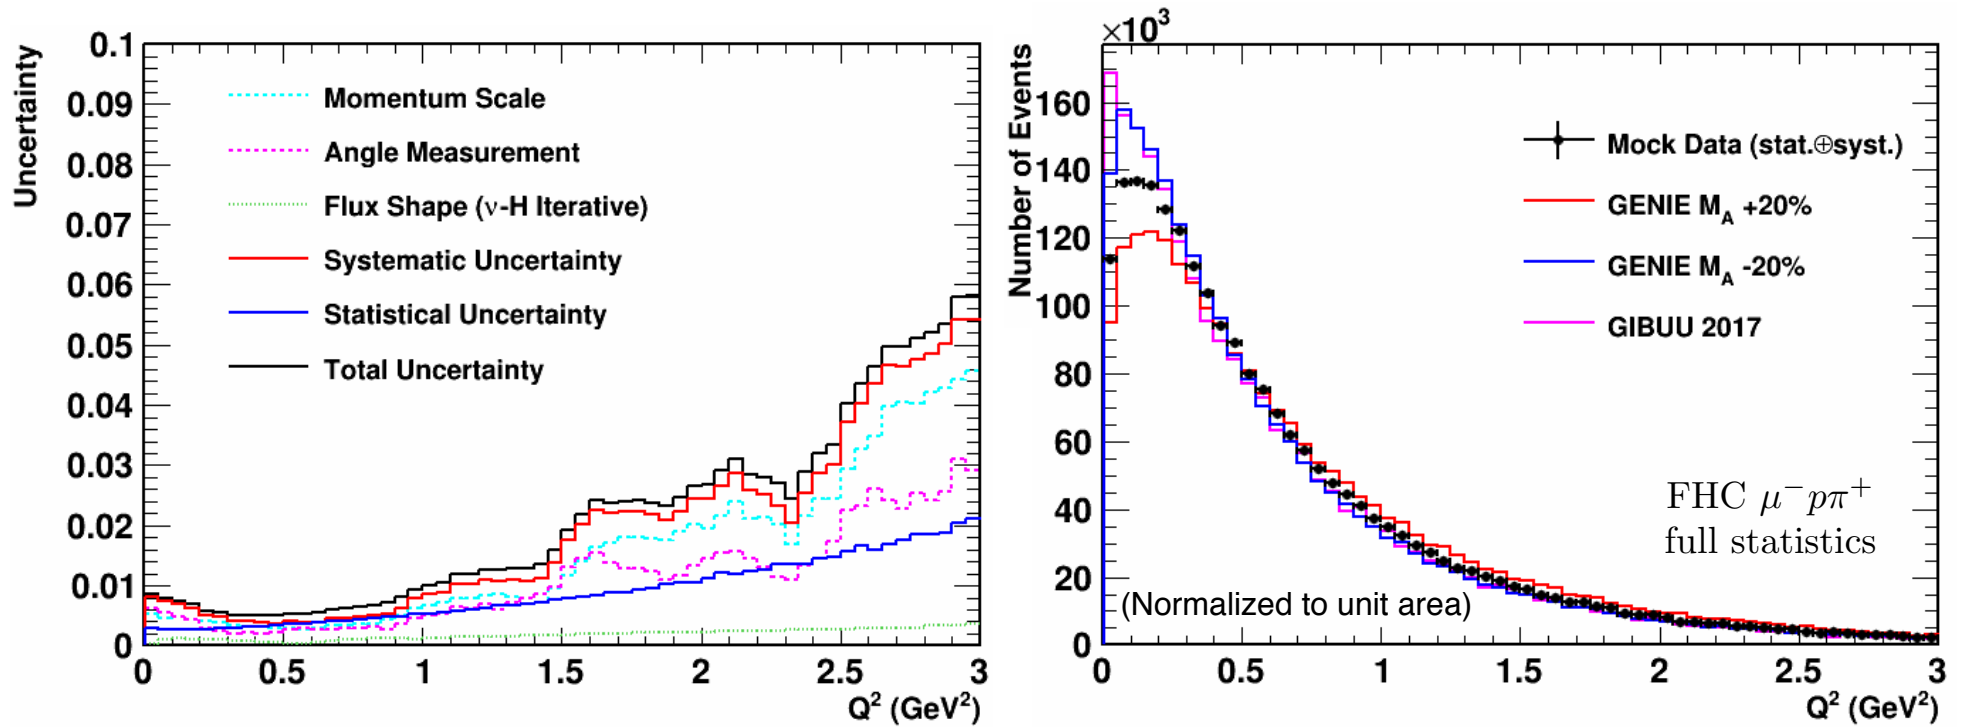 Uncertainty
0.1
0.09
0.08
0.07
0.06
0.05
0.04
0.03
0.02
0.01
0
Momentum Scale
Angle Measurement
Flux Shape (ν-H Iterative)
Systematic Uncertainty
Statistical Uncertainty
Total Uncertainty
0 0.5 1 1.5 2 2.5 3
Q² (GeV²)
×10³
Number of Events
160
140
120
100
80
60
40
20
0
Mock Data (stat.⊕syst.)
GENIE M_A +20%
GENIE M_A -20%
GIBUU 2017
FHC μ⁻pπ⁺
full statistics
(Normalized to unit area)
0 0.5 1 1.5 2 2.5 3
Q² (GeV²)